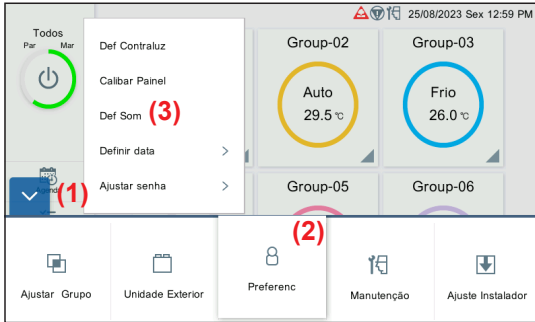 25/08/2023 Sex 12:59 PM
Todos
Par Mar
Def Contraluz
Calibar Painel
Def Som (3)
Definir data >
Ajustar senha >
Group-02
Auto
29.5 °C
Group-03
Frio
26.0 °C
Group-05
Group-06
(1)
(2)
Ajustar Grupo
Unidade Exterior
Preferenc
Manutenção
Ajuste Instalador